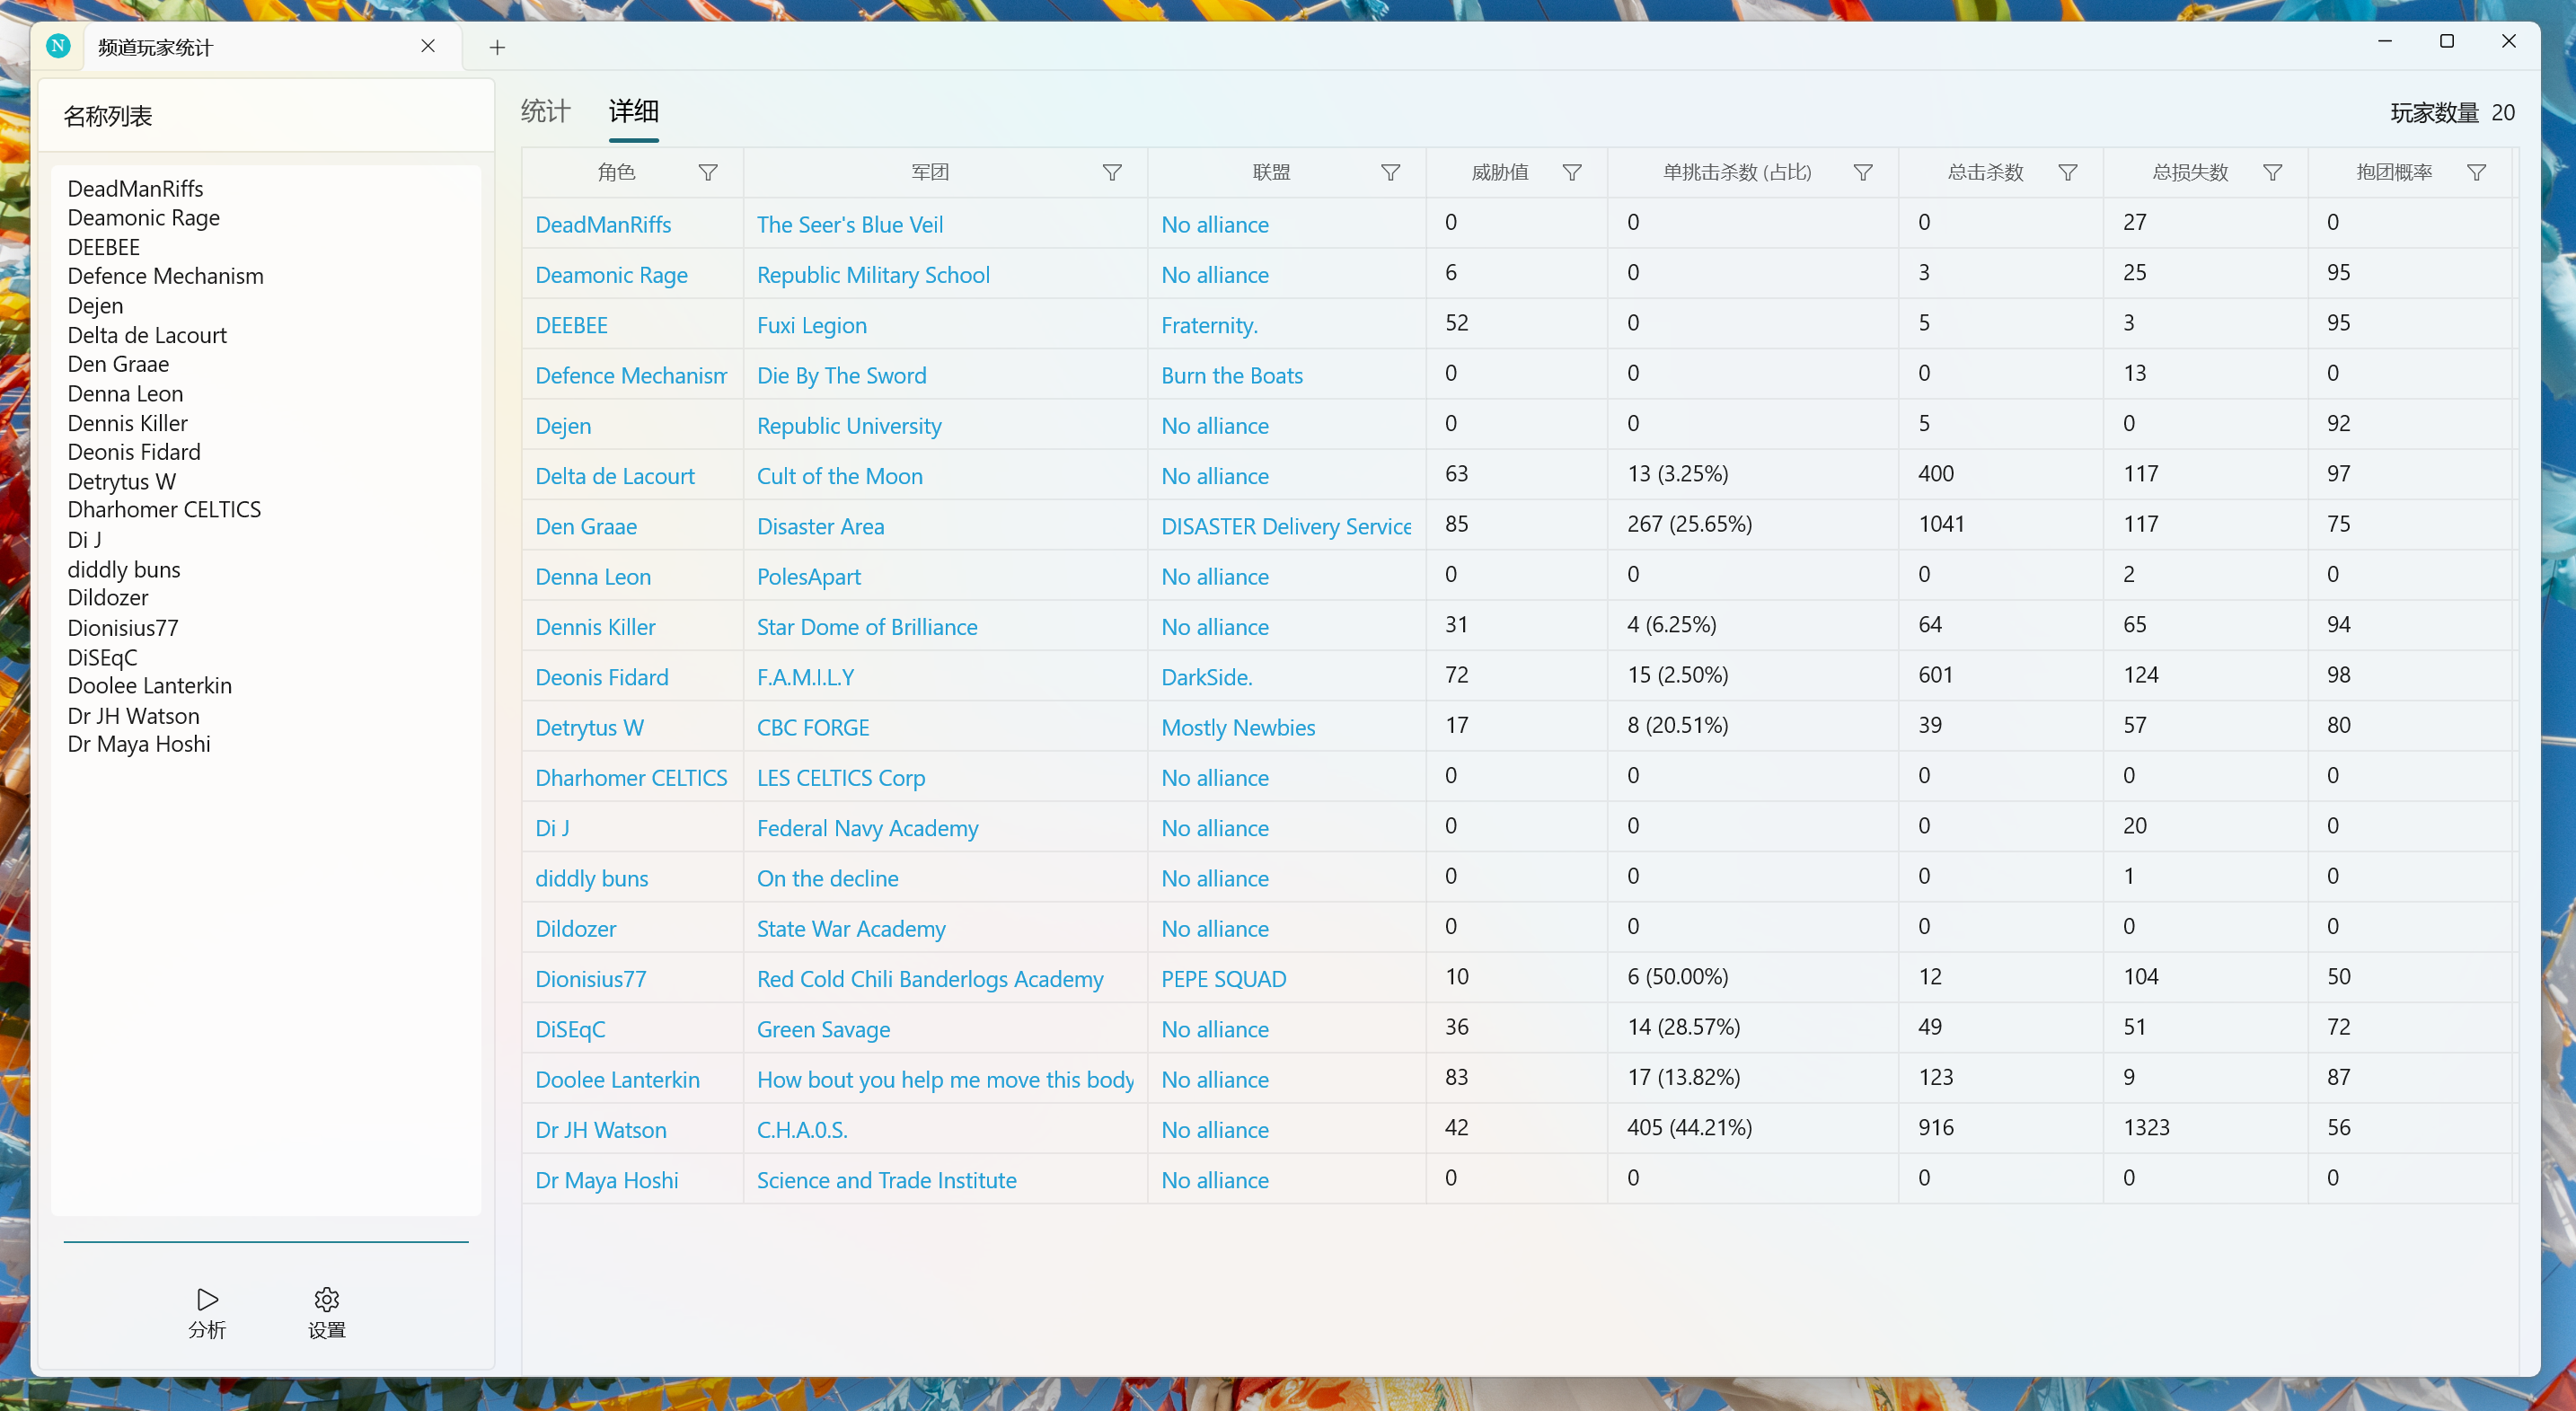 N
频道玩家统计
名称列表
DeadManRiffs
Deamonic Rage
DEEBEE
Defence Mechanism
Dejen
Delta de Lacourt
Den Graae
Denna Leon
Dennis Killer
Deonis Fidard
Detrytus W
Dharhomer CELTICS
Di J
diddly buns
Dildozer
Dionisius77
DiSEqC
Doolee Lanterkin
Dr JH Watson
Dr Maya Hoshi
分析 设置
统计 详细 玩家数量 20
角色 军团 联盟 威胁值 单挑击杀数 (占比) 总击杀数 总损失数 抱团概率
DeadManRiffs The Seer's Blue Veil No alliance 0 0 0 27 0
Deamonic Rage Republic Military School No alliance 6 0 3 25 95
DEEBEE Fuxi Legion Fraternity. 52 0 5 3 95
Defence Mechanism Die By The Sword Burn the Boats 0 0 0 13 0
Dejen Republic University No alliance 0 0 5 0 92
Delta de Lacourt Cult of the Moon No alliance 63 13 (3.25%) 400 117 97
Den Graae Disaster Area DISASTER Delivery Service 85 267 (25.65%) 1041 117 75
Denna Leon PolesApart No alliance 0 0 0 2 0
Dennis Killer Star Dome of Brilliance No alliance 31 4 (6.25%) 64 65 94
Deonis Fidard F.A.M.I.L.Y DarkSide. 72 15 (2.50%) 601 124 98
Detrytus W CBC FORGE Mostly Newbies 17 8 (20.51%) 39 57 80
Dharhomer CELTICS LES CELTICS Corp No alliance 0 0 0 0 0
Di J Federal Navy Academy No alliance 0 0 0 20 0
diddly buns On the decline No alliance 0 0 0 1 0
Dildozer State War Academy No alliance 0 0 0 0 0
Dionisius77 Red Cold Chili Banderlogs Academy PEPE SQUAD 10 6 (50.00%) 12 104 50
DiSEqC Green Savage No alliance 36 14 (28.57%) 49 51 72
Doolee Lanterkin How bout you help me move this body No alliance 83 17 (13.82%) 123 9 87
Dr JH Watson C.H.A.0.S. No alliance 42 405 (44.21%) 916 1323 56
Dr Maya Hoshi Science and Trade Institute No alliance 0 0 0 0 0